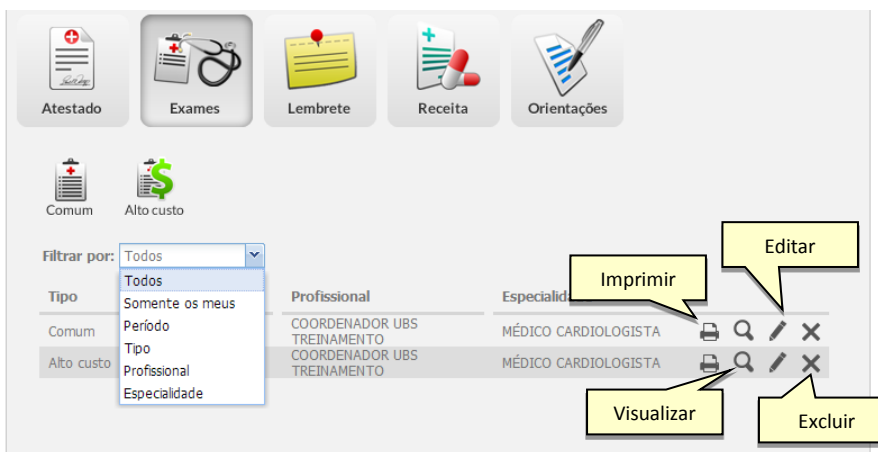 Atestado
Exames
Lembrete
Receita
Orientações
Comum
Alto custo
Filtrar por: Todos
Todos
Somente os meus
Período
Tipo
Profissional
Especialidade
Editar
Imprimir
Tipo Profissional
Comum COORDENADOR UBS
TREINAMENTO MÉDICO CARDIOLOGISTA
Alto custo COORDENADOR UBS
TREINAMENTO MÉDICO CARDIOLOGISTA
Visualizar
Excluir